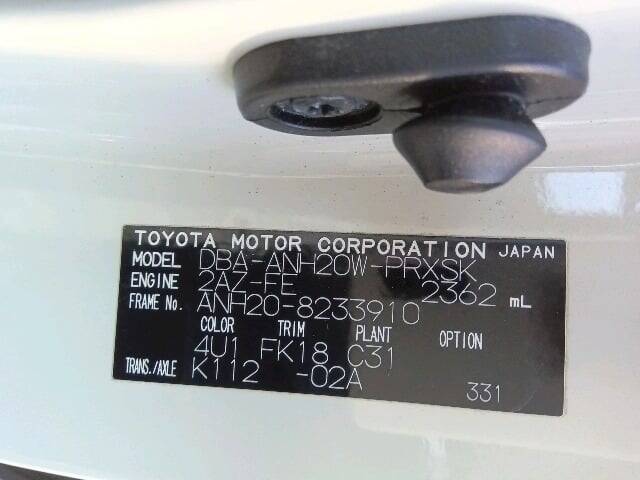 TOYOTA MOTOR CORPORATION JAPAN
MODEL DBA-ANH20W-PRXSK
ENGINE 2AZ-FE 2362 mL
FRAME No. ANH20-8233910
COLOR TRIM PLANT OPTION
4U1 FK18 C31
TRANS./AXLE K112 -02A
331